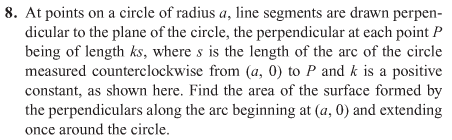 8. At points on a circle of radius a, line segments are drawn perpen-
dicular to the plane of the circle, the perpendicular at each point P
being of length ks, where s is the length of the arc of the circle
measured counterclockwise from (a, 0) to P and k is a positive
constant, as shown here. Find the area of the surface formed by
the perpendiculars along the arc beginning at (a, 0) and extending
once around the circle.